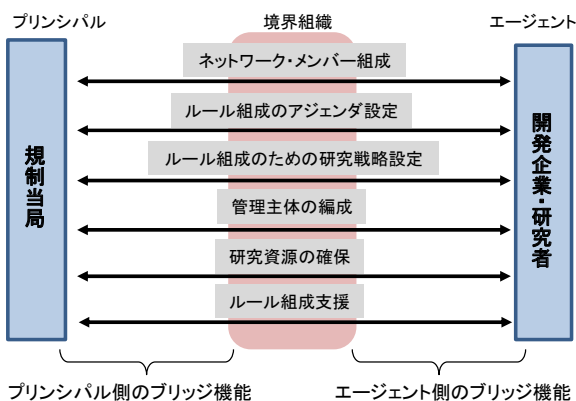 プリンシパル
境界組織
エージェント
ネットワーク・メンバー組成
ルール組成のアジェンダ設定
ルール組成のための研究戦略設定
管理主体の編成
研究資源の確保
ルール組成支援
規制当局
開発企業・研究者
プリンシパル側のブリッジ機能
エージェント側のブリッジ機能